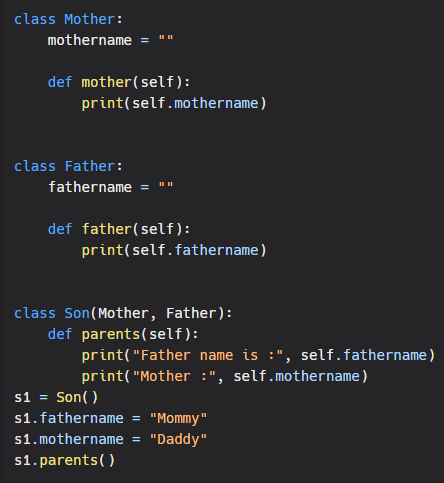 class Mother:
    mothername = ""

    def mother(self):
        print(self.mothername)


class Father:
    fathername = ""

    def father(self):
        print(self.fathername)


class Son(Mother, Father):
    def parents(self):
        print("Father name is :", self.fathername)
        print("Mother :", self.mothername)
s1 = Son()
s1.fathername = "Mommy"
s1.mothername = "Daddy"
s1.parents()